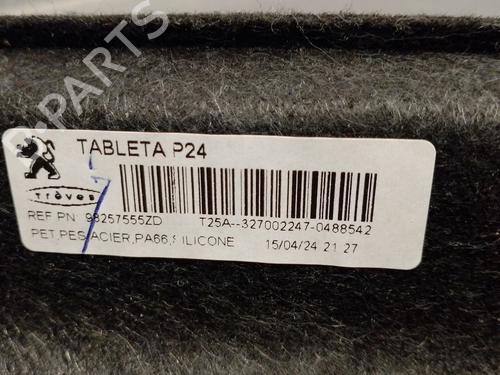 B-PARTS
TABLETA P24
Trèves
REF PN 98257555ZD T25A--327002247-0488542
PET,PES,ACIER,PA66,SILICONE 15/04/24 21:27